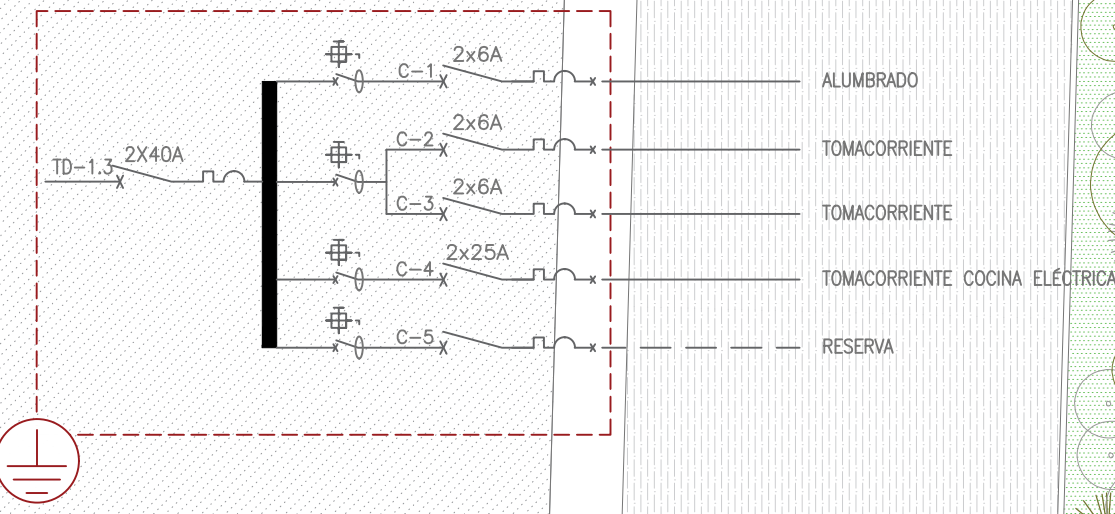 C-1 2x6A ALUMBRADO
C-2 2x6A TOMACORRIENTE
TD-1.3 2X40A
C-3 2x6A TOMACORRIENTE
C-4 2x25A TOMACORRIENTE COCINA ELÉCTRICA
C-5 RESERVA